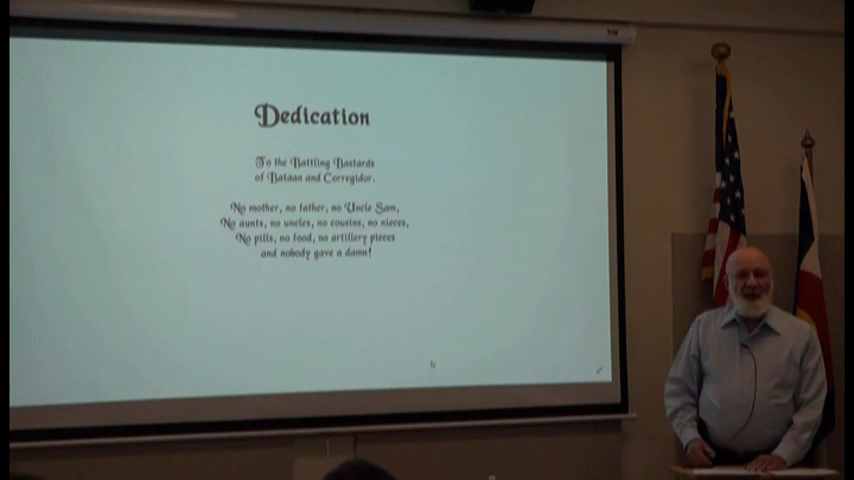 Dedication
To the Battling Bastards
of Bataan and Corregidor.
No mother, no father, no Uncle Sam,
No aunts, no uncles, no cousins, no nieces,
No pills, no food, no artillery pieces
and nobody gave a damn!